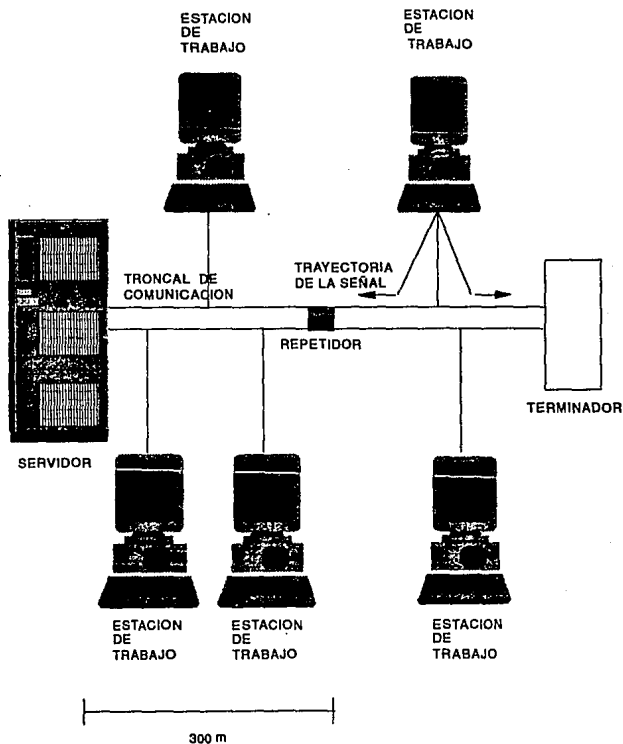 ESTACION
DE
TRABAJO
ESTACION
DE
TRABAJO
TRONCAL DE
COMUNICACION
TRAYECTORIA
DE LA SEÑAL
REPETIDOR
TERMINADOR
SERVIDOR
ESTACION
DE
TRABAJO
ESTACION
DE
TRABAJO
ESTACION
DE
TRABAJO
300 m